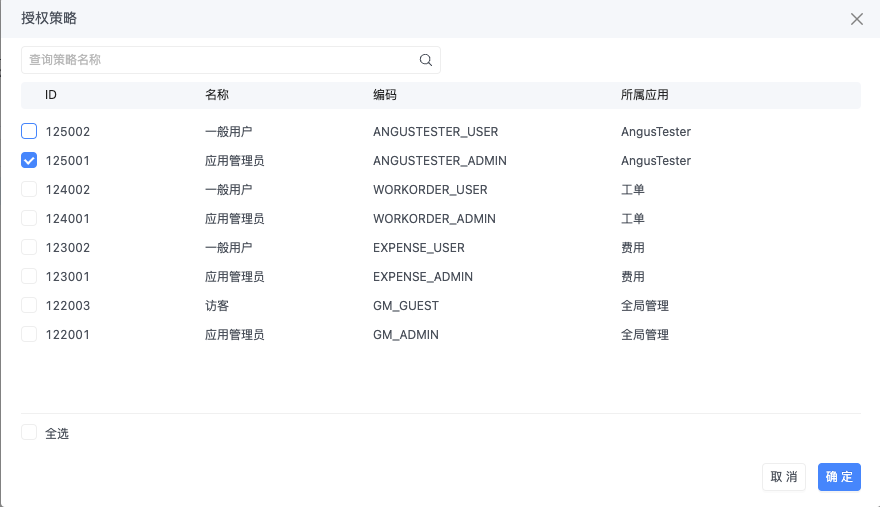 授权策略
查询策略名称
ID 名称 编码 所属应用
125002 一般用户 ANGUSTESTER_USER AngusTester
125001 应用管理员 ANGUSTESTER_ADMIN AngusTester
124002 一般用户 WORKORDER_USER 工单
124001 应用管理员 WORKORDER_ADMIN 工单
123002 一般用户 EXPENSE_USER 费用
123001 应用管理员 EXPENSE_ADMIN 费用
122003 访客 GM_GUEST 全局管理
122001 应用管理员 GM_ADMIN 全局管理
全选
取消 确定